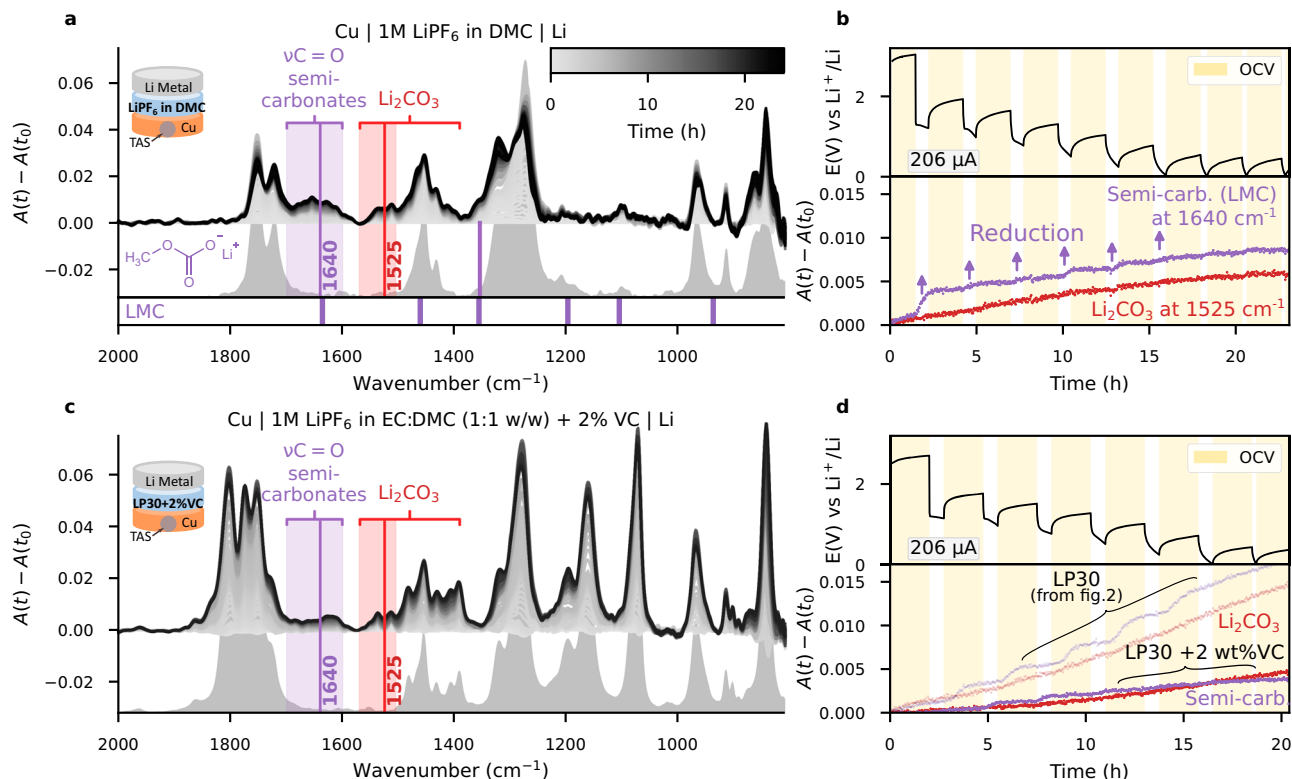 a
Cu | 1M LiPF6 in DMC | Li
νC = O
semi-
carbonates
Li2CO3
0 10 20
Time (h)
Li Metal
LiPF6 in DMC
Cu
TAS
0.06
0.04
0.02
0.00
−0.02
A(t) − A(t0)
H3C O O− Li+
O
1640
1525
LMC
2000 1800 1600 1400 1200 1000
Wavenumber (cm−1)
b
OCV
2
0
E(V) vs Li+/Li
206 µA
0.015
0.010
0.005
0.000
A(t) − A(t0)
Semi-carb. (LMC)
at 1640 cm-1
Reduction
Li2CO3 at 1525 cm-1
0 5 10 15 20
Time (h)
c
Cu | 1M LiPF6 in EC:DMC (1:1 w/w) + 2% VC | Li
νC = O
semi-
carbonates
Li2CO3
Li Metal
LP30+2%VC
Cu
TAS
0.06
0.04
0.02
0.00
−0.02
A(t) − A(t0)
1640
1525
2000 1800 1600 1400 1200 1000
Wavenumber (cm−1)
d
OCV
2
0
E(V) vs Li+/Li
206 µA
0.015
0.010
0.005
0.000
A(t) − A(t0)
LP30
(from fig.2)
Li2CO3
LP30 +2 wt%VC
Semi-carb.
0 5 10 15 20
Time (h)